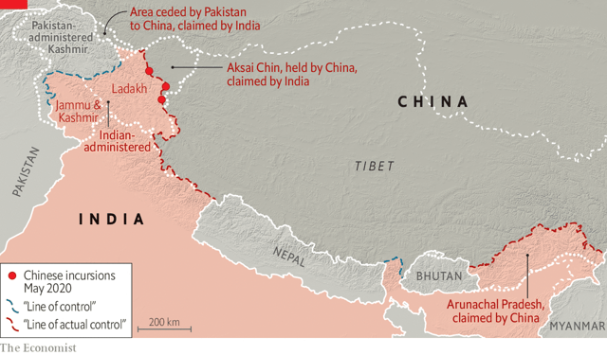 Pakistan-
administered
Kashmir
Area ceded by Pakistan
to China, claimed by India
Aksai Chin, held by China,
claimed by India
Ladakh
Jammu &
Kashmir
Indian-
administered
CHINA
TIBET
PAKISTAN
INDIA
NEPAL
BHUTAN
Arunachal Pradesh,
claimed by China
MYANMAR
Chinese incursions
May 2020
“Line of control”
“Line of actual control”
200 km
The Economist